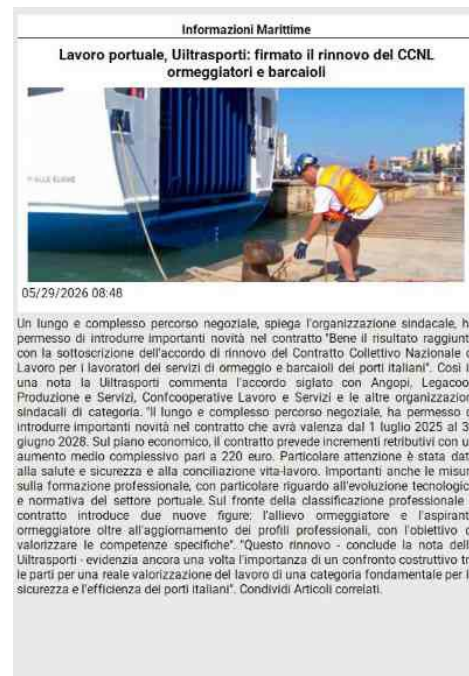 Informazioni Marittime
Lavoro portuale, Uiltrasporti: firmato il rinnovo del CCNL
ormeggiatori e barcaioli
05/29/2026 08:48
Un lungo e complesso percorso negoziale, spiega l'organizzazione sindacale, h
permesso di introdurre importanti novità nel contratto "Bene il risultato raggiunt
con la sottoscrizione dell'accordo di rinnovo del Contratto Collettivo Nazionale d
Lavoro per i lavoratori dei servizi di ormeggio e barcaioli dei porti italiani". Così i
una nota la Uiltrasporti commenta l'accordo siglato con Angopi, Legacoo
Produzione e Servizi, Confcooperative Lavoro e Servizi e le altre organizzazion
sindacali di categoria. "Il lungo e complesso percorso negoziale, ha permesso d
introdurre importanti novità nel contratto che avrà valenza dal 1 luglio 2025 al 3
giugno 2028. Sul piano economico, il contratto prevede incrementi retributivi con u
aumento medio complessivo pari a 220 euro. Particolare attenzione è stata dat
alla salute e sicurezza e alla conciliazione vita-lavoro. Importanti anche le misur
sulla formazione professionale, con particolare riguardo all'evoluzione tecnologic
e normativa del settore portuale. Sul fronte della classificazione professionale
contratto introduce due nuove figure: l'allievo ormeggiatore e l'aspirant
ormeggiatore oltre all'aggiornamento dei profili professionali, con l'obiettivo d
valorizzare le competenze specifiche". "Questo rinnovo - conclude la nota dell
Uiltrasporti - evidenzia ancora una volta l'importanza di un confronto costruttivo tr
le parti per una reale valorizzazione del lavoro di una categoria fondamentale per l
sicurezza e l'efficienza dei porti italiani". Condividi Articoli correlati.